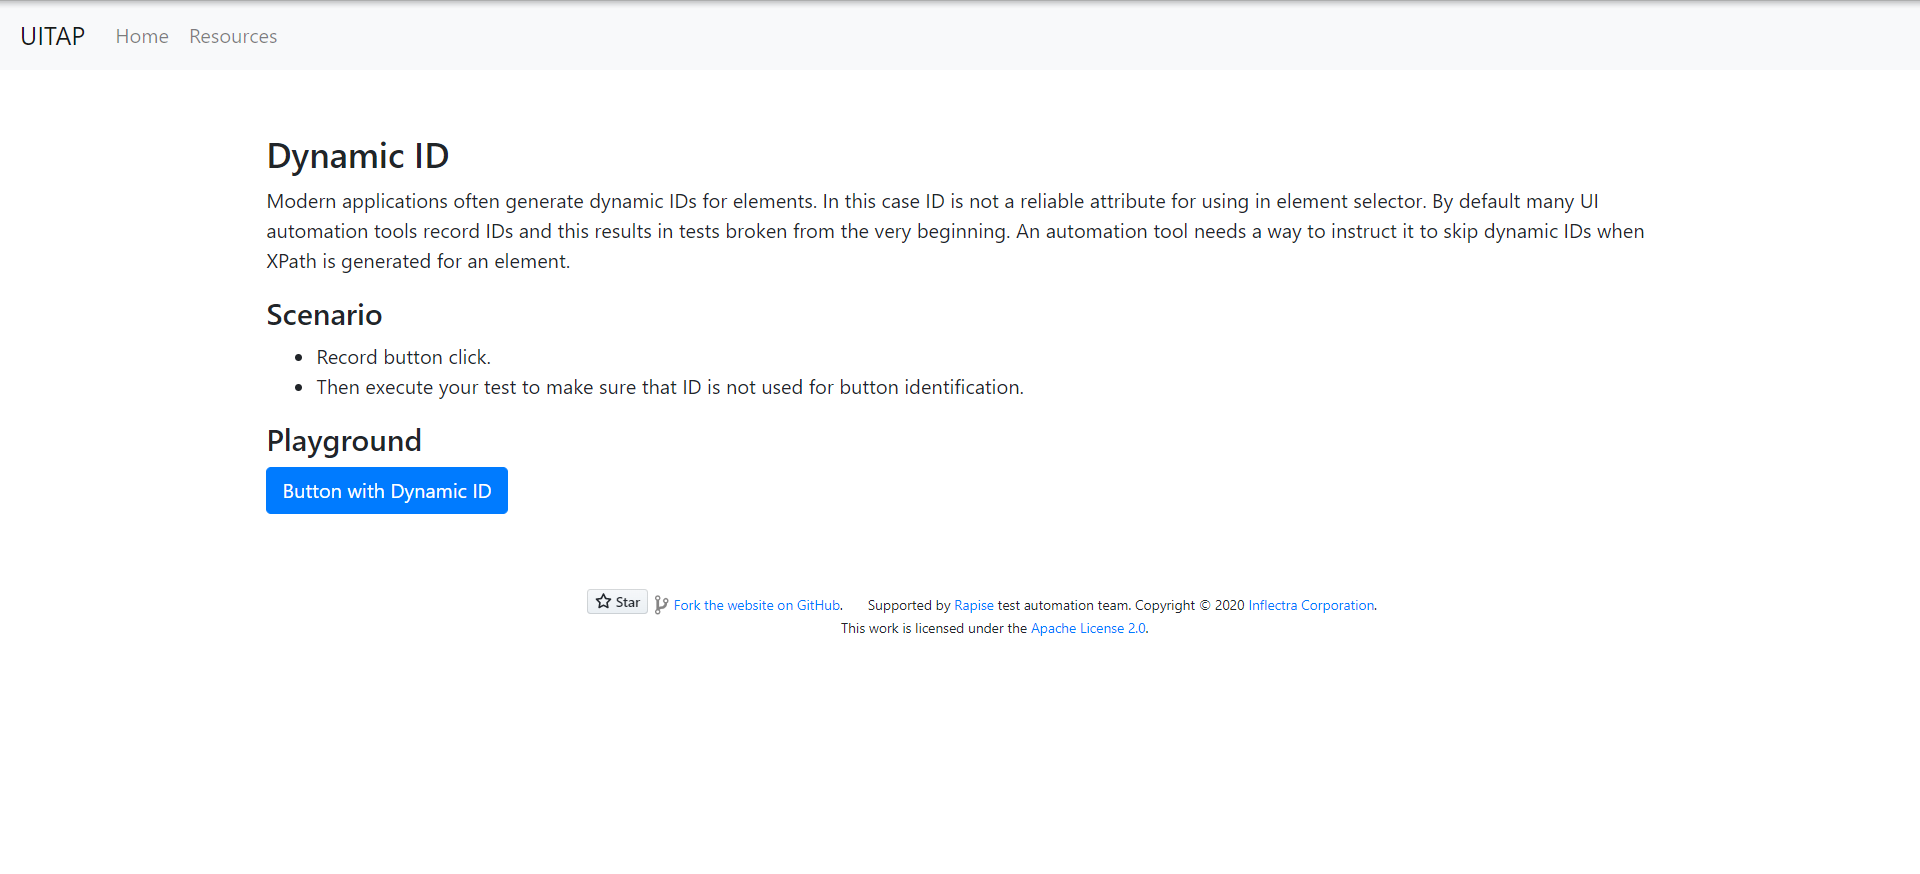 UITAP Home Resources
Dynamic ID
Modern applications often generate dynamic IDs for elements. In this case ID is not a reliable attribute for using in element selector. By default many UI
automation tools record IDs and this results in tests broken from the very beginning. An automation tool needs a way to instruct it to skip dynamic IDs when
XPath is generated for an element.
Scenario
• Record button click.
• Then execute your test to make sure that ID is not used for button identification.
Playground
Button with Dynamic ID
Star Fork the website on GitHub. Supported by Rapise test automation team. Copyright © 2020 Inflectra Corporation.
This work is licensed under the Apache License 2.0.